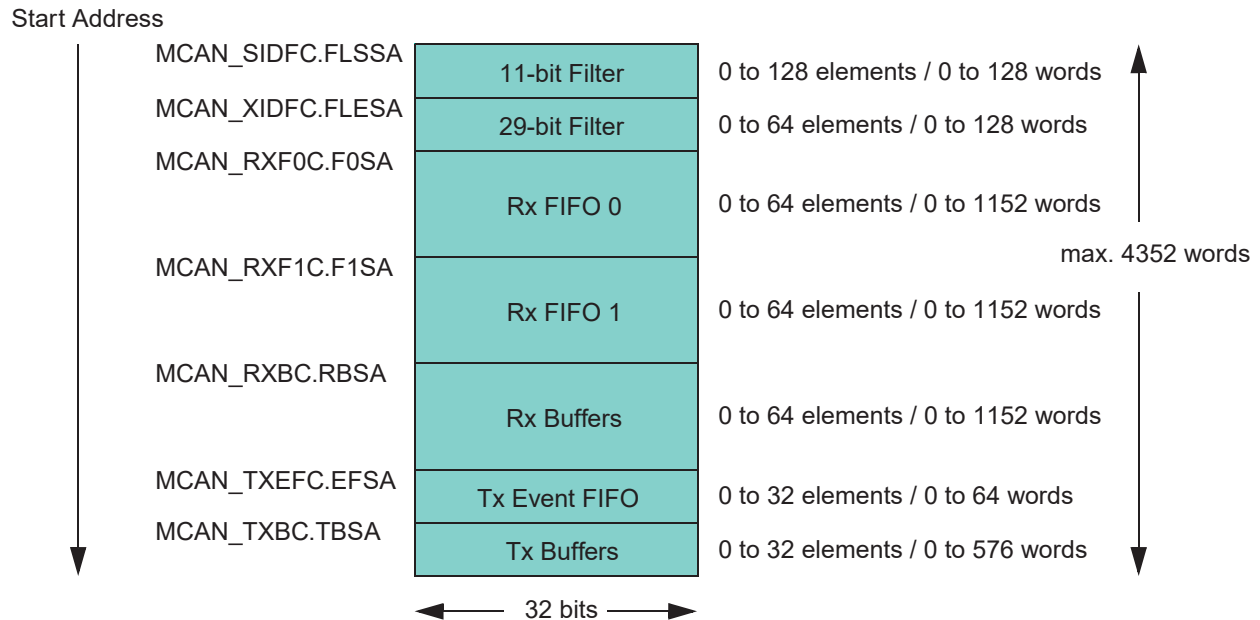 Start Address
MCAN_SIDFC.FLSSA
11-bit Filter
0 to 128 elements / 0 to 128 words
MCAN_XIDFC.FLESA
29-bit Filter
0 to 64 elements / 0 to 128 words
MCAN_RXF0C.F0SA
Rx FIFO 0
0 to 64 elements / 0 to 1152 words
max. 4352 words
MCAN_RXF1C.F1SA
Rx FIFO 1
0 to 64 elements / 0 to 1152 words
MCAN_RXBC.RBSA
Rx Buffers
0 to 64 elements / 0 to 1152 words
MCAN_TXEFC.EFSA
Tx Event FIFO
0 to 32 elements / 0 to 64 words
MCAN_TXBC.TBSA
Tx Buffers
0 to 32 elements / 0 to 576 words
32 bits